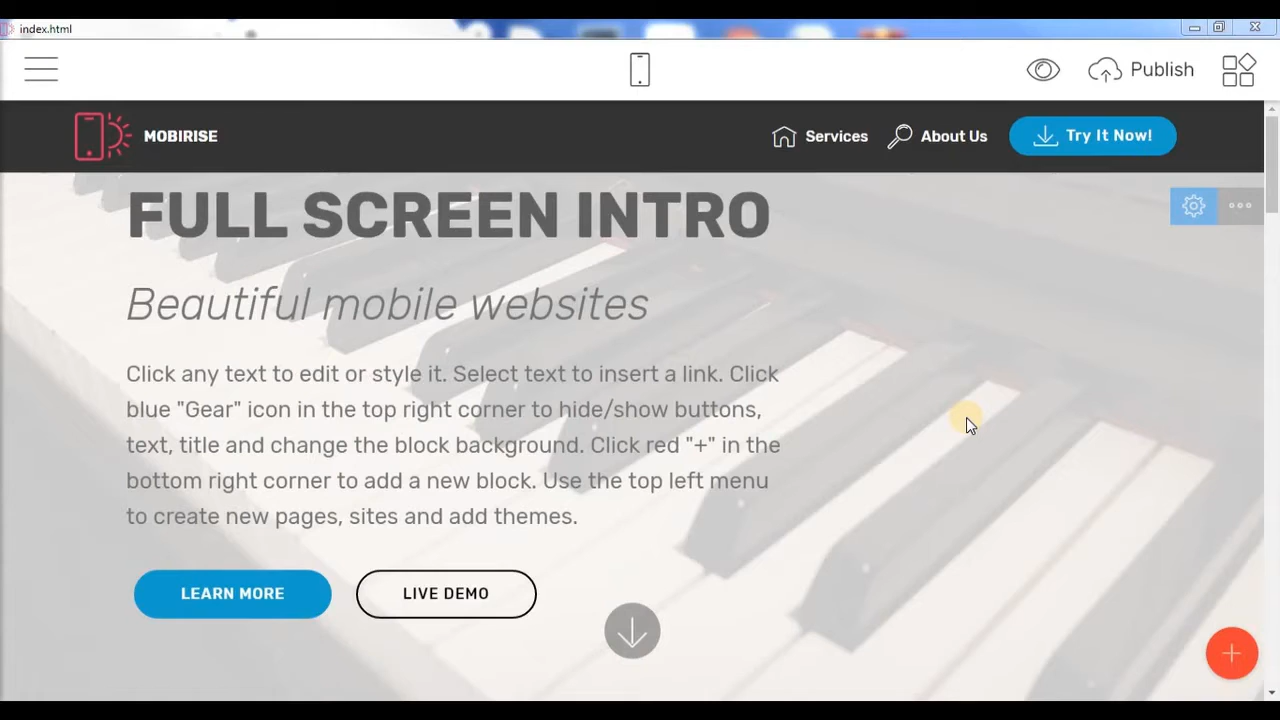 index.html
Publish
MOBIRISE
Services
About Us
Try It Now!
FULL SCREEN INTRO
Beautiful mobile websites
Click any text to edit or style it. Select text to insert a link. Click
blue "Gear" icon in the top right corner to hide/show buttons,
text, title and change the block background. Click red "+" in the
bottom right corner to add a new block. Use the top left menu
to create new pages, sites and add themes.
LEARN MORE
LIVE DEMO